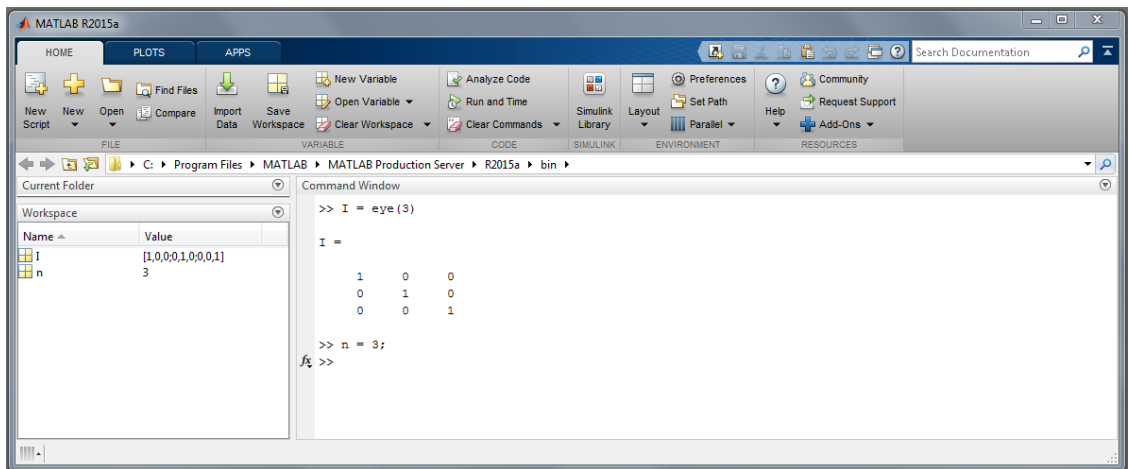 MATLAB R2015a
HOME PLOTS APPS Search Documentation
New Script
New
Open
Find Files
Compare
FILE
Import Data
Save Workspace
New Variable
Open Variable
Clear Workspace
VARIABLE
Analyze Code
Run and Time
Clear Commands
CODE
Simulink Library
SIMULINK
Layout
Preferences
Set Path
Parallel
ENVIRONMENT
Help
Community
Request Support
Add-Ons
RESOURCES
C: Program Files MATLAB MATLAB Production Server R2015a bin
Current Folder
Workspace
Name Value
I [1,0,0;0,1,0;0,0,1]
n 3
Command Window
>> I = eye(3)
I =
1 0 0
0 1 0
0 0 1
>> n = 3;
fx >>